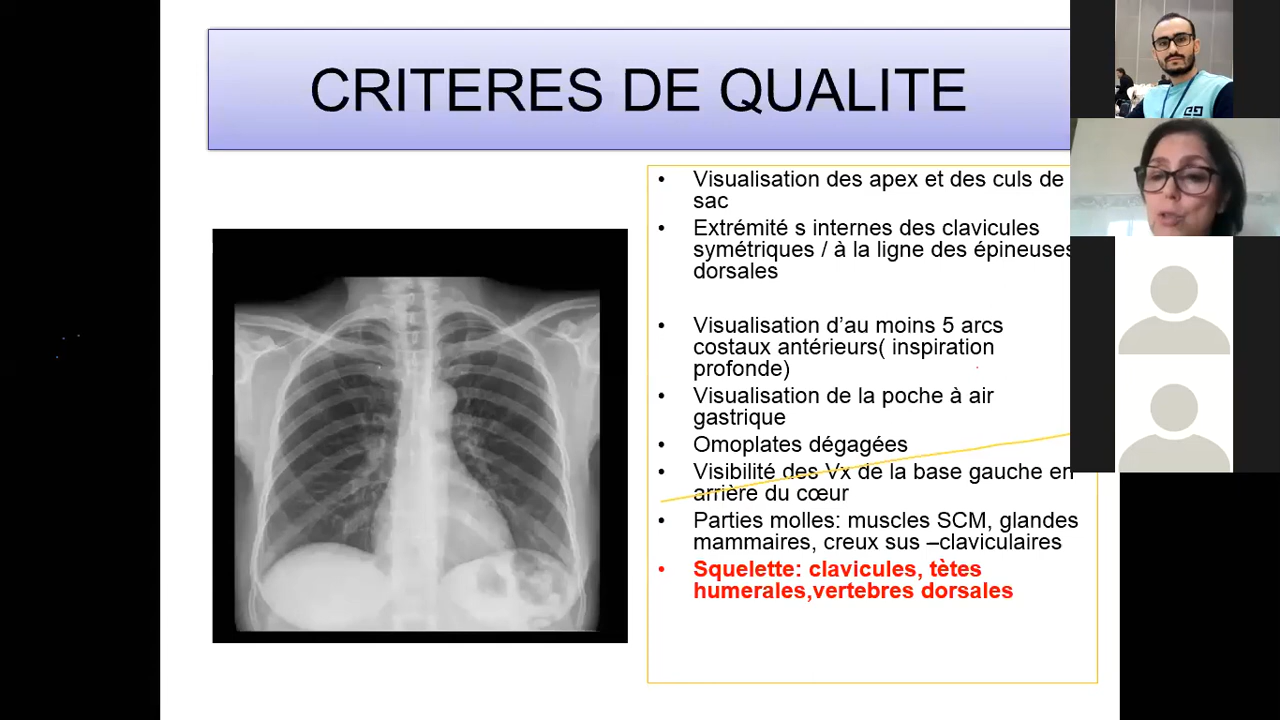 CRITERES DE QUALITE
• Visualisation des apex et des culs de
sac
• Extrémité s internes des clavicules
symétriques / à la ligne des épineuses
dorsales
• Visualisation d’au moins 5 arcs
costaux antérieurs( inspiration
profonde)
• Visualisation de la poche à air
gastrique
• Omoplates dégagées
• Visibilité des Vx de la base gauche en
arrière du cœur
• Parties molles: muscles SCM, glandes
mammaires, creux sus –claviculaires
• Squelette: clavicules, tètes
humerales,vertebres dorsales